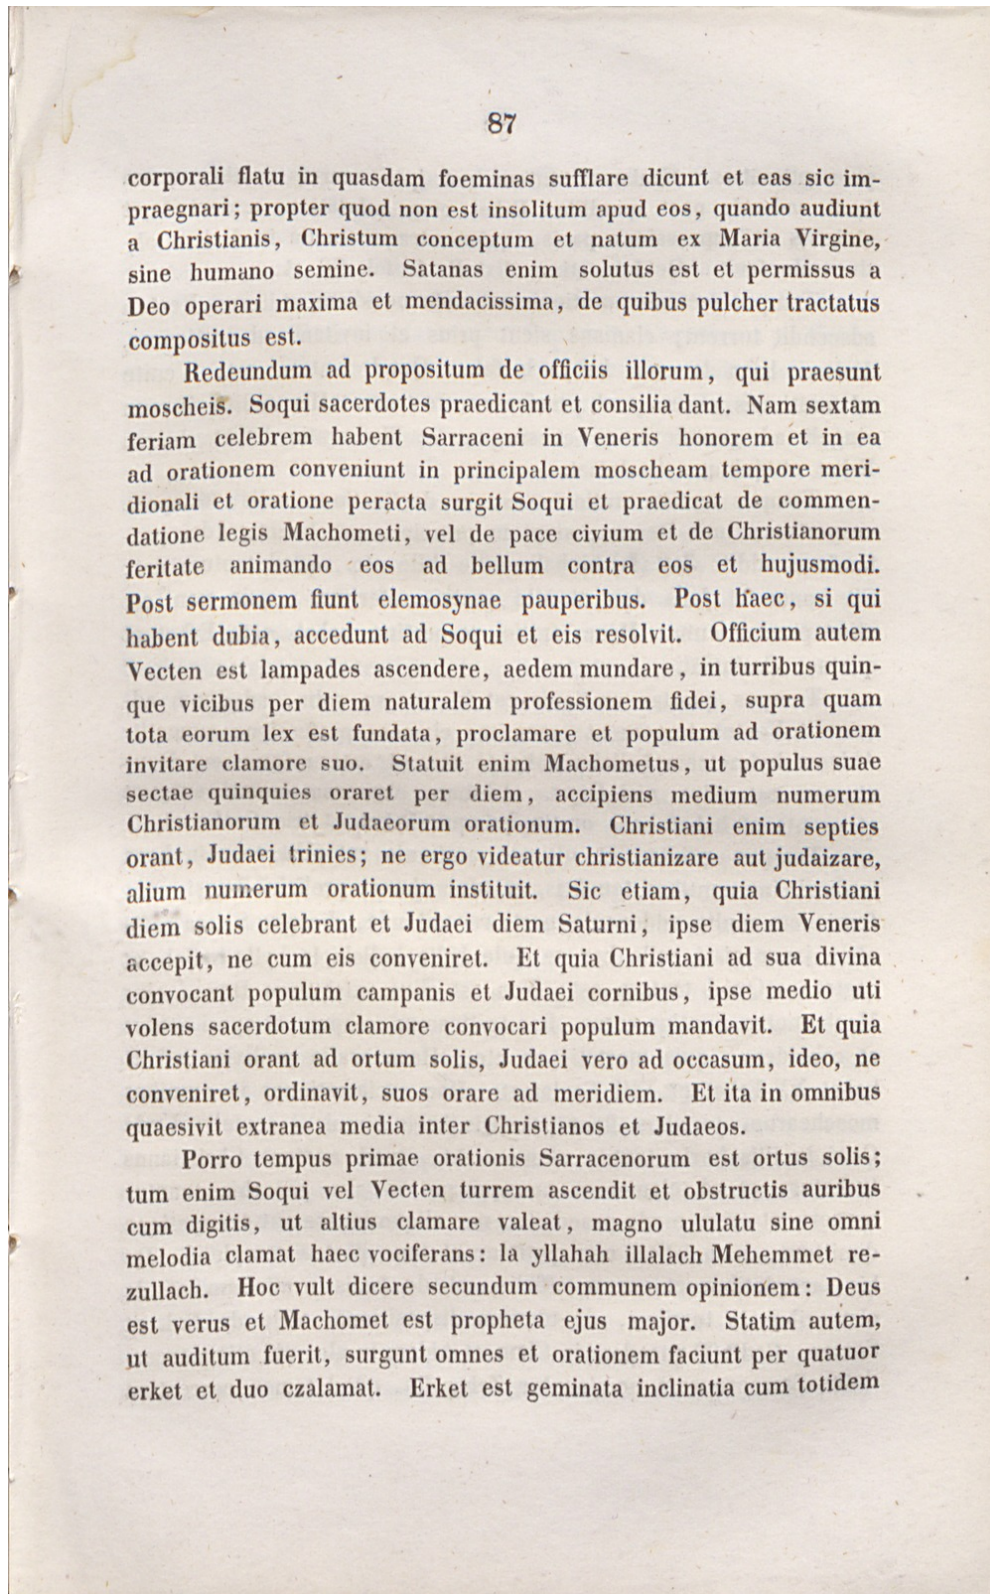 87
corporali flatu in quasdam foeminas sufflare dicunt et eas sic im-
praegnari; propter quod non est insolitum apud eos, quando audiunt
a Christianis, Christum conceptum et natum ex Maria Virgine,
sine humano semine. Satanas enim solutus est et permissus a
Deo operari maxima et mendacissima, de quibus pulcher tractatus
compositus est.
Redeundum ad propositum de officiis illorum, qui praesunt
moscheis. Soqui sacerdotes praedicant et consilia dant. Nam sextam
feriam celebrem habent Sarraceni in Veneris honorem et in ea
ad orationem conveniunt in principalem moscheam tempore meri-
dionali et oratione peracta surgit Soqui et praedicat de commen-
datione legis Machometi, vel de pace civium et de Christianorum
feritate animando eos ad bellum contra eos et hujusmodi.
Post sermonem fiunt elemosynae pauperibus. Post haec, si qui
habent dubia, accedunt ad Soqui et eis resolvit. Officium autem
Vecten est lampades ascendere, aedem mundare, in turribus quin-
que vicibus per diem naturalem professionem fidei, supra quam
tota eorum lex est fundata, proclamare et populum ad orationem
invitare clamore suo. Statuit enim Machometus, ut populus suae
sectae quinquies oraret per diem, accipiens medium numerum
Christianorum et Judaeorum orationum. Christiani enim septies
orant, Judaei trinies; ne ergo videatur christianizare aut judaizare,
alium numerum orationum instituit. Sic etiam, quia Christiani
diem solis celebrant et Judaei diem Saturni, ipse diem Veneris
accepit, ne cum eis conveniret. Et quia Christiani ad sua divina
convocant populum campanis et Judaei cornibus, ipse medio uti
volens sacerdotum clamore convocari populum mandavit. Et quia
Christiani orant ad ortum solis, Judaei vero ad occasum, ideo, ne
conveniret, ordinavit, suos orare ad meridiem. Et ita in omnibus
quaesivit extranea media inter Christianos et Judaeos.
Porro tempus primae orationis Sarracenorum est ortus solis;
tum enim Soqui vel Vecten turrem ascendit et obstructis auribus
cum digitis, ut altius clamare valeat, magno ululatu sine omni
melodia clamat haec vociferans: la yllahah illalach Mehemmet re-
zullach. Hoc vult dicere secundum communem opinionem: Deus
est verus et Machomet est propheta ejus major. Statim autem,
ut auditum fuerit, surgunt omnes et orationem faciunt per quatuor
erket et duo czalamat. Erket est geminata inclinatia cum totidem